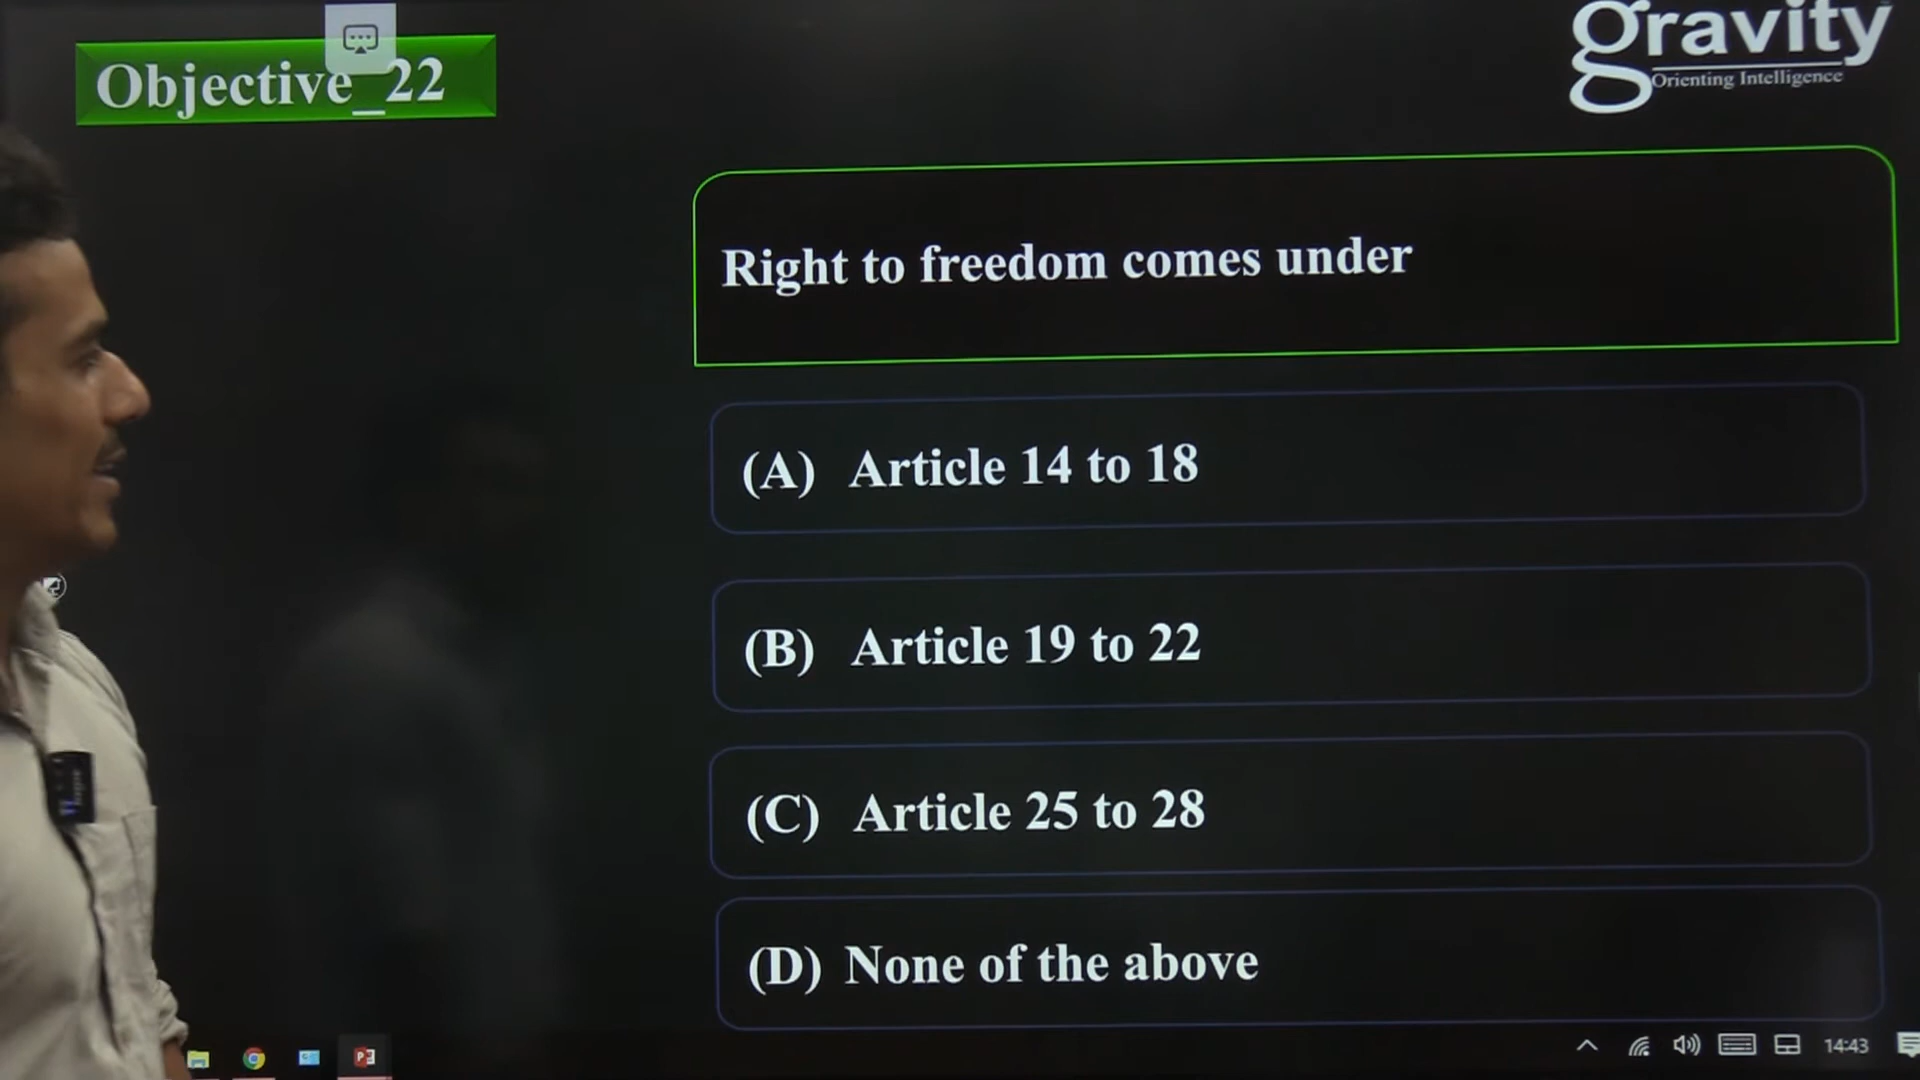 Objective_22
gravity
Orienting Intelligence
Right to freedom comes under
(A) Article 14 to 18
(B) Article 19 to 22
(C) Article 25 to 28
(D) None of the above
14:43